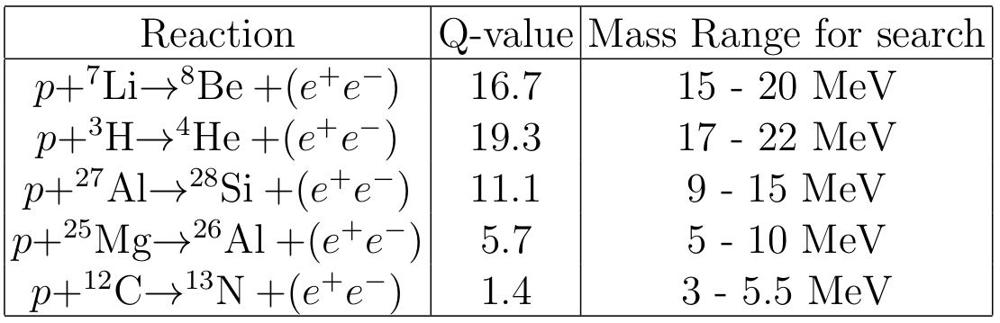 Reaction Q-value Mass Range for search
p+⁷Li→⁸Be +(e⁺e⁻) 16.7 15 - 20 MeV
p+³H→⁴He +(e⁺e⁻) 19.3 17 - 22 MeV
p+²⁷Al→²⁸Si +(e⁺e⁻) 11.1 9 - 15 MeV
p+²⁵Mg→²⁶Al +(e⁺e⁻) 5.7 5 - 10 MeV
p+¹²C→¹³N +(e⁺e⁻) 1.4 3 - 5.5 MeV